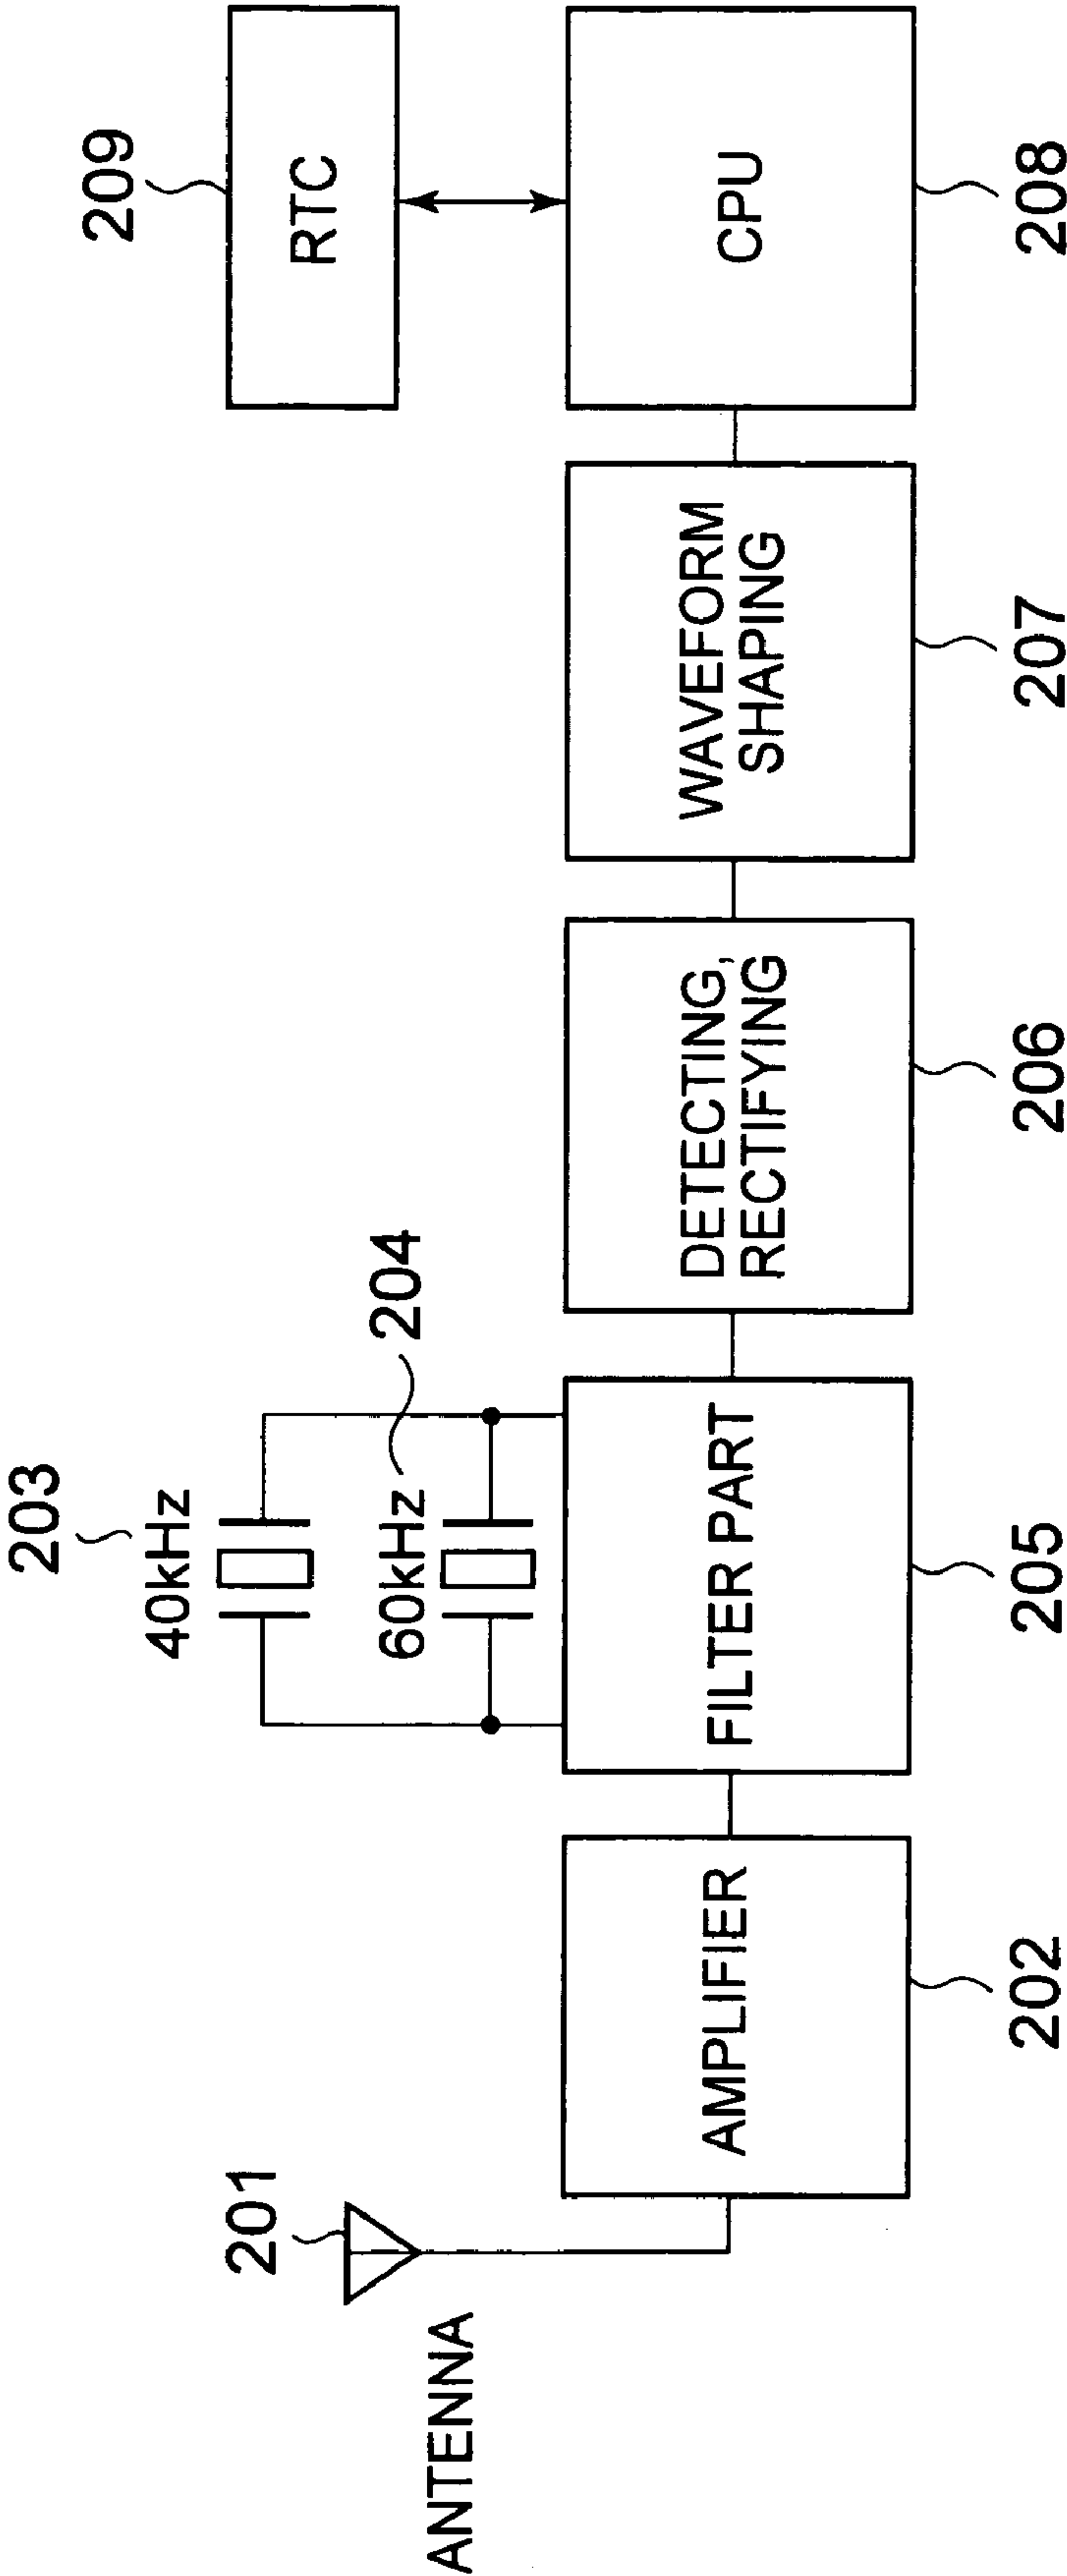 203
40kHz
204
60kHz
209
RTC
201
ANTENNA
AMPLIFIER
FILTER PART
DETECTING,
RECTIFYING
WAVEFORM
SHAPING
CPU
202
205
206
207
208